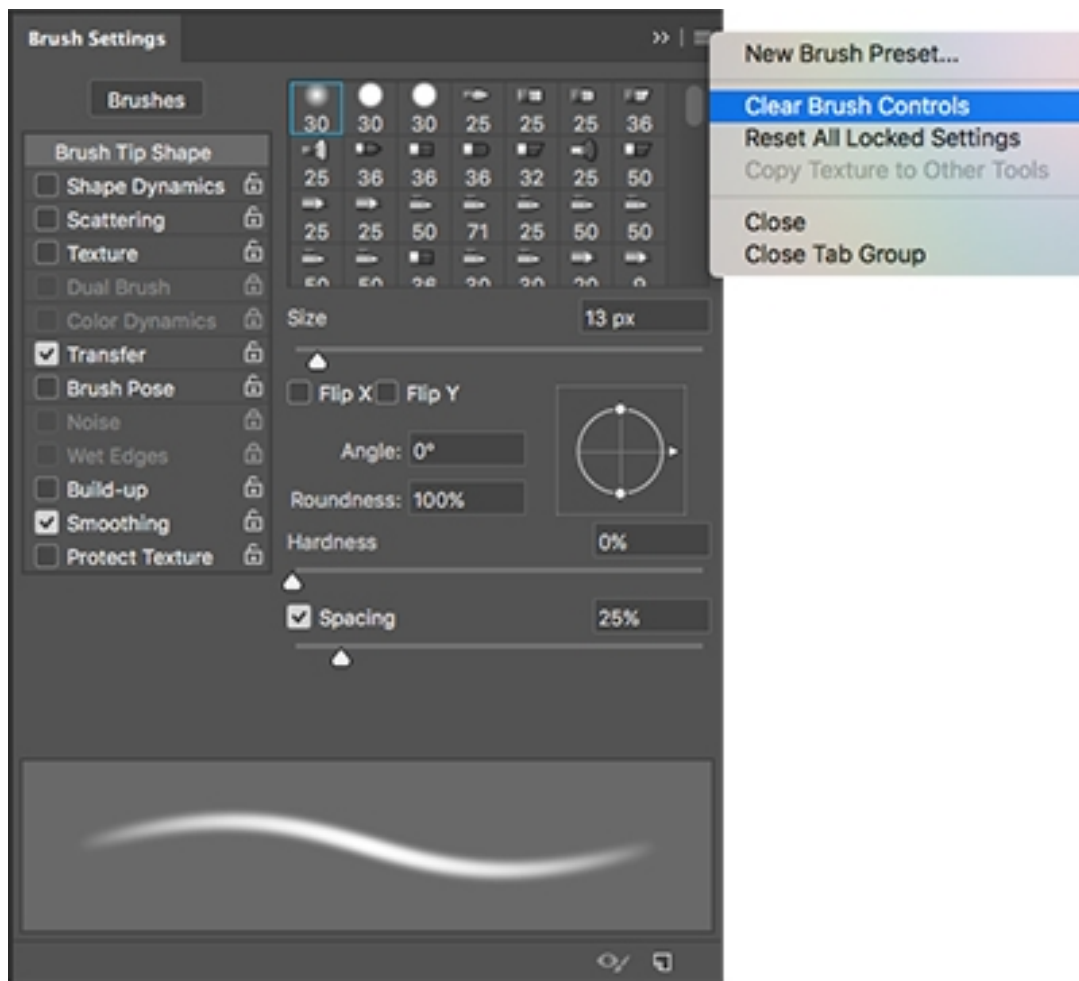 Brush Settings
Brushes
Brush Tip Shape
Shape Dynamics
Scattering
Texture
Dual Brush
Color Dynamics
Transfer
Brush Pose
Noise
Wet Edges
Build-up
Smoothing
Protect Texture
30 30 30 25 25 25 36
25 36 36 36 32 25 50
25 25 50 71 25 50 50
Size 13 px
Flip X Flip Y
Angle: 0°
Roundness: 100%
Hardness 0%
Spacing 25%
New Brush Preset...
Clear Brush Controls
Reset All Locked Settings
Copy Texture to Other Tools
Close
Close Tab Group